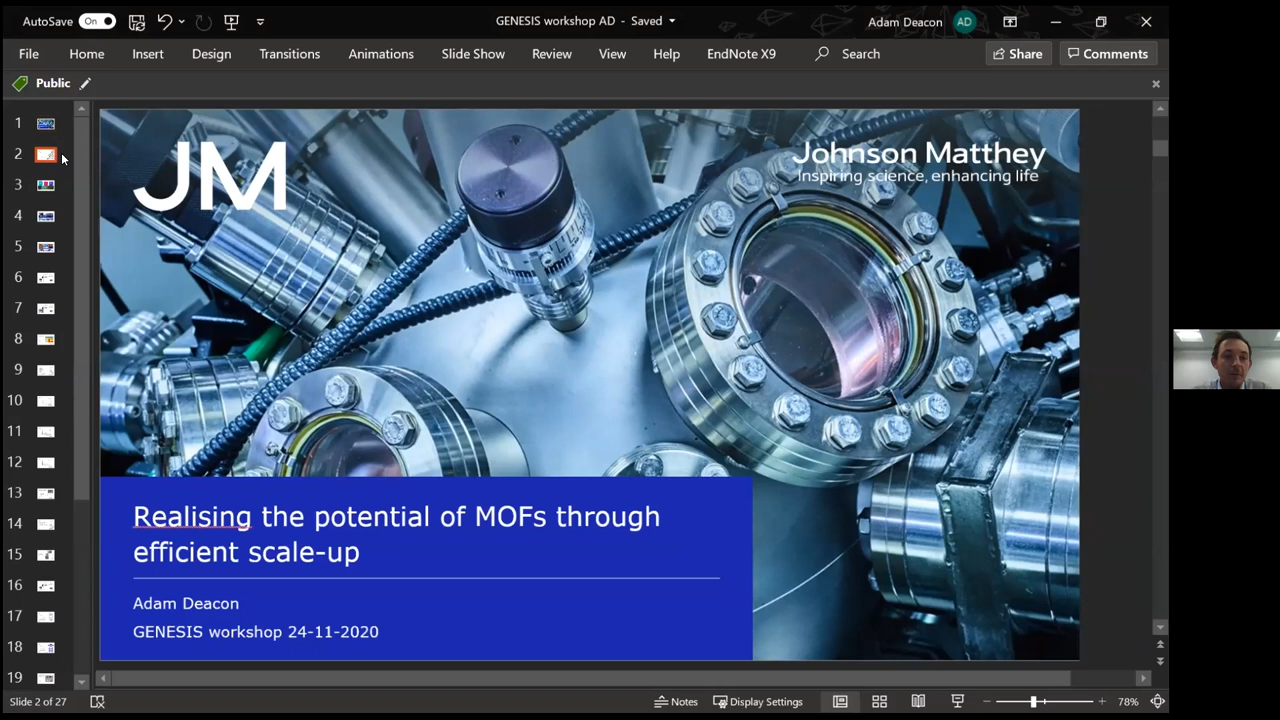 AutoSave On GENESIS workshop AD - Saved Adam Deacon AD
File Home Insert Design Transitions Animations Slide Show Review View Help EndNote X9 Search Share Comments
Public
1
2
3
4
5
6
7
8
9
10
11
12
13
14
15
16
17
18
19
JM
Johnson Matthey
Inspiring science, enhancing life
Realising the potential of MOFs through
efficient scale-up
Adam Deacon
GENESIS workshop 24-11-2020
Slide 2 of 27 Notes Display Settings 78%